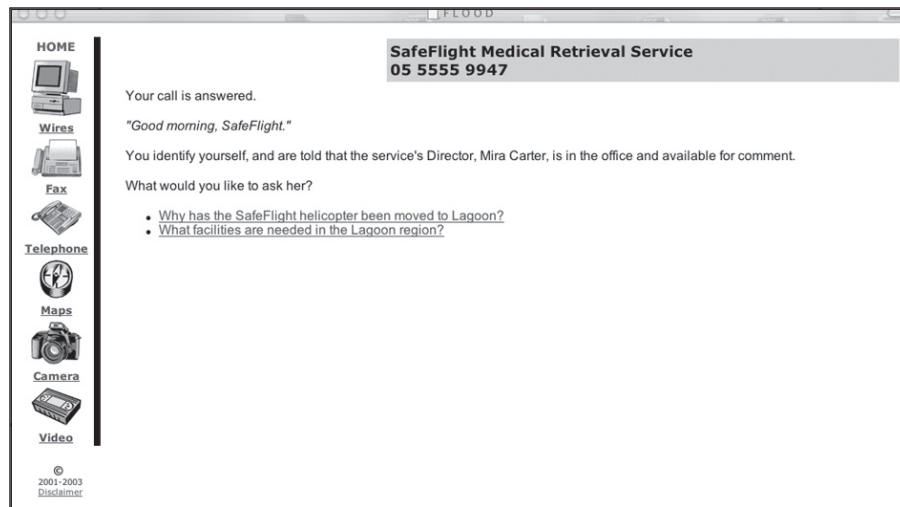 FLOOD
HOME
Wires
Fax
Telephone
Maps
Camera
Video
©
2001-2003
Disclaimer
SafeFlight Medical Retrieval Service
05 5555 9947
Your call is answered.
"Good morning, SafeFlight."
You identify yourself, and are told that the service's Director, Mira Carter, is in the office and available for comment.
What would you like to ask her?
• Why has the SafeFlight helicopter been moved to Lagoon?
• What facilities are needed in the Lagoon region?